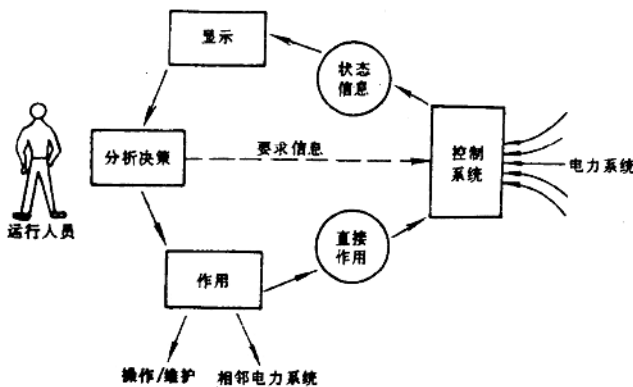 显示
状态
信息
分析决策
要求信息
控制
系统
电力系统
运行人员
直接
作用
作用
操作/维护
相邻电力系统